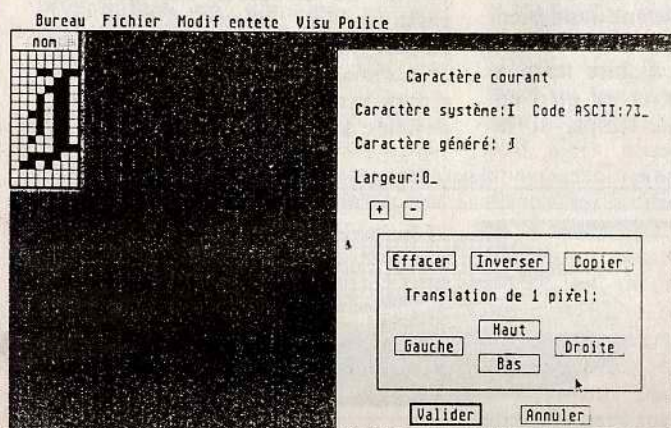 Bureau Fichier Modif entete Visu Police
nom
Caractère courant
Caractère système:I Code ASCII:73_
Caractère généré: I
Largeur:0_
+ -
Effacer Inverser Copier
Translation de 1 pixel:
Haut
Gauche Droite
Bas
Valider Annuler